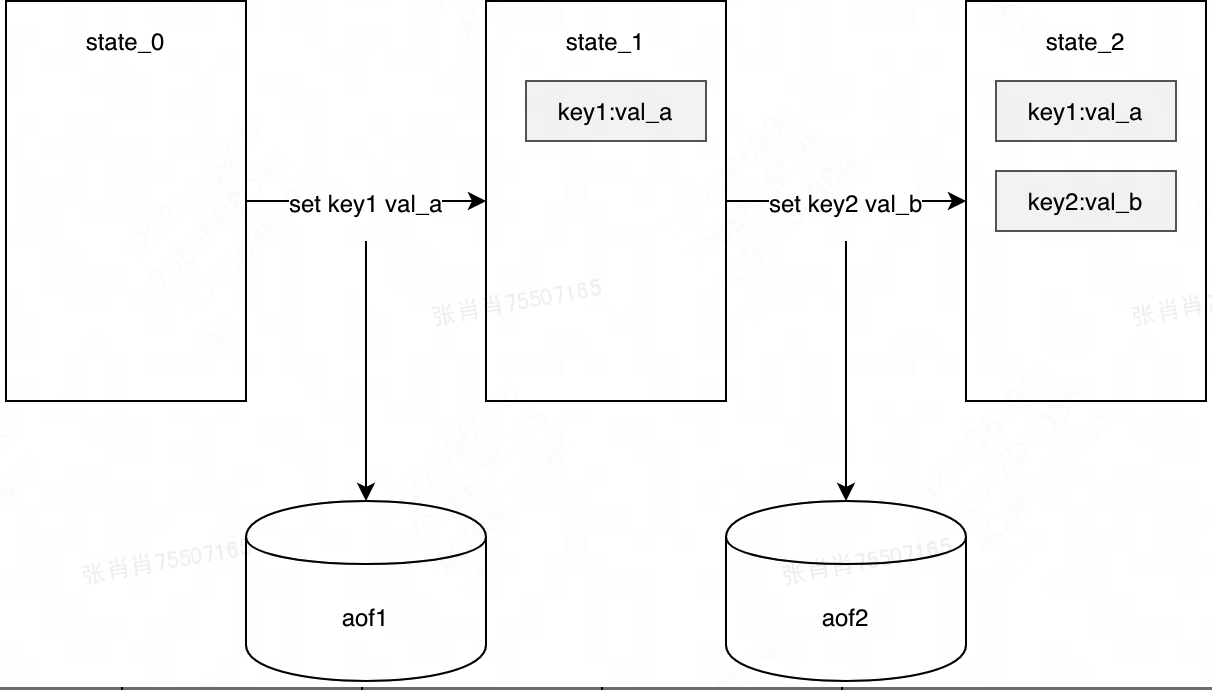 state_0
state_1
state_2
key1:val_a
key1:val_a
set key1 val_a
set key2 val_b
key2:val_b
张肖肖75507165
张肖肖
张肖肖7550716
张肖肖75507165
aof1
aof2